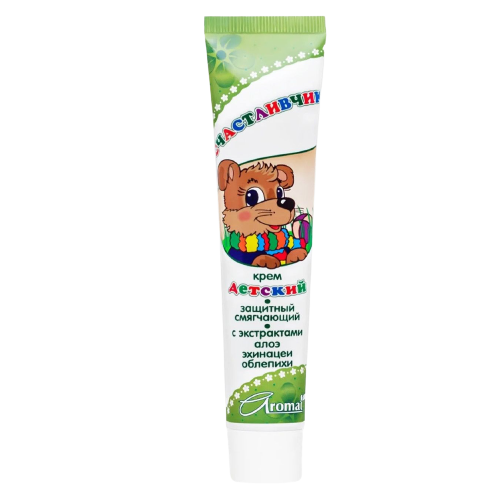 Счастливчик
крем
детский
• защитный
смягчающий •
• с экстрактами
алоэ
эхинацеи
облепихи
Aromat